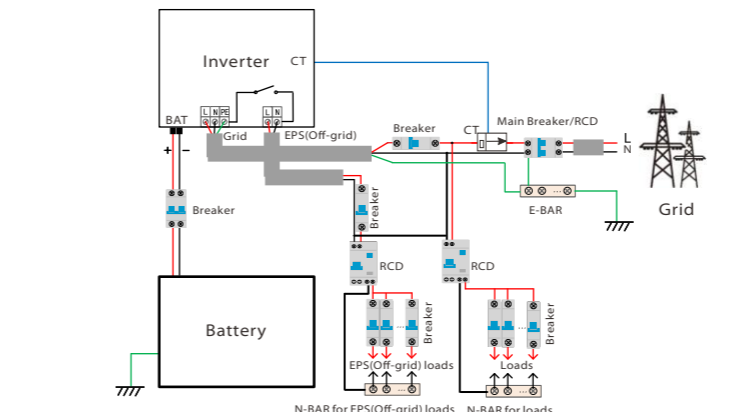 Inverter
CT
BAT
L N PE
L N
Grid
EPS(Off-grid)
+
−
Breaker
CT
Main Breaker/RCD
L
N
E-BAR
Grid
Breaker
Breaker
RCD
RCD
Battery
Breaker
Breaker
EPS(Off-grid) loads
Loads
N-BAR for EPS(Off-grid) loads
N-BAR for loads